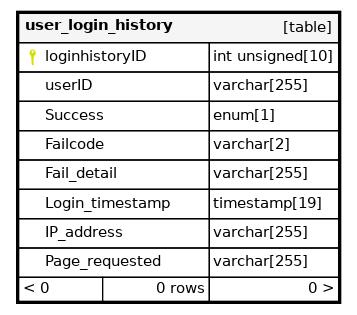 user_login_history [table]
loginhistoryID int unsigned[10]
userID varchar[255]
Success enum[1]
Failcode varchar[2]
Fail_detail varchar[255]
Login_timestamp timestamp[19]
IP_address varchar[255]
Page_requested varchar[255]
< 0 0 rows 0 >